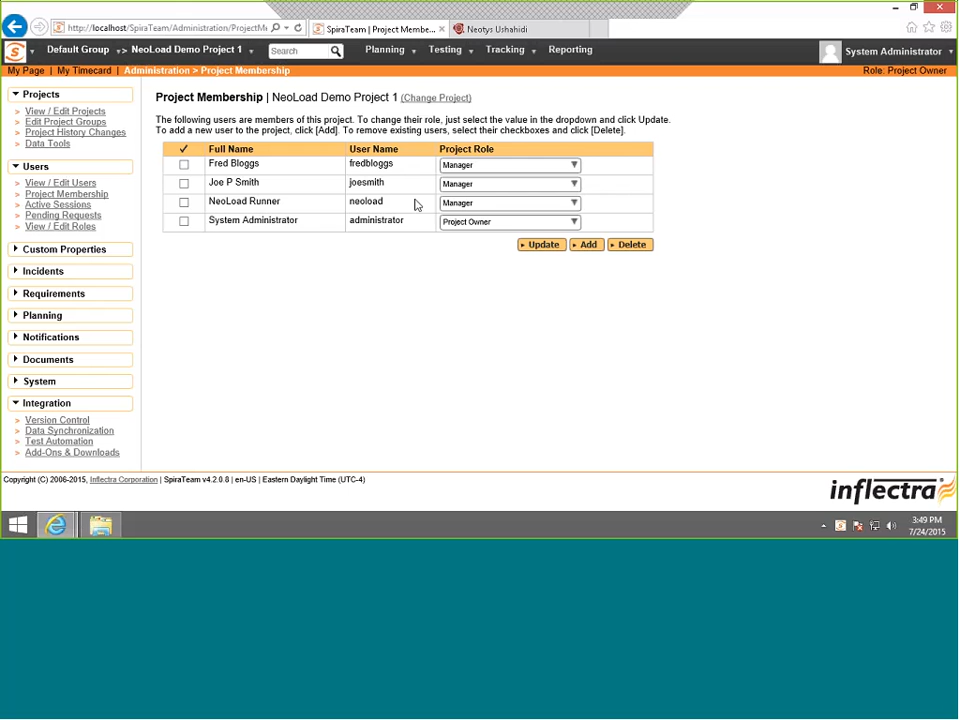 http://localhost/SpiraTeam/Administration/ProjectM
SpiraTeam | Project Membe...
Neotys Ushahidi
Default Group > NeoLoad Demo Project 1
Search
Planning
Testing
Tracking
Reporting
System Administrator
My Page | My Timecard | Administration > Project Membership
Role: Project Owner
Projects
> View / Edit Projects
> Edit Project Groups
> Project History Changes
> Data Tools
Users
> View / Edit Users
> Project Membership
> Active Sessions
> Pending Requests
> View / Edit Roles
Custom Properties
Incidents
Requirements
Planning
Notifications
Documents
System
Integration
> Version Control
> Data Synchronization
> Test Automation
> Add-Ons & Downloads
Project Membership | NeoLoad Demo Project 1 (Change Project)
The following users are members of this project. To change their role, just select the value in the dropdown and click Update.
To add a new user to the project, click [Add]. To remove existing users, select their checkboxes and click [Delete].
✓ Full Name User Name Project Role
Fred Bloggs fredbloggs Manager
Joe P Smith joesmith Manager
NeoLoad Runner neoload Manager
System Administrator administrator Project Owner
Update Add Delete
Copyright (C) 2006-2015, Inflectra Corporation | SpiraTeam v4.2.0.8 | en-US | Eastern Daylight Time (UTC-4)
inflectra
3:49 PM
7/24/2015